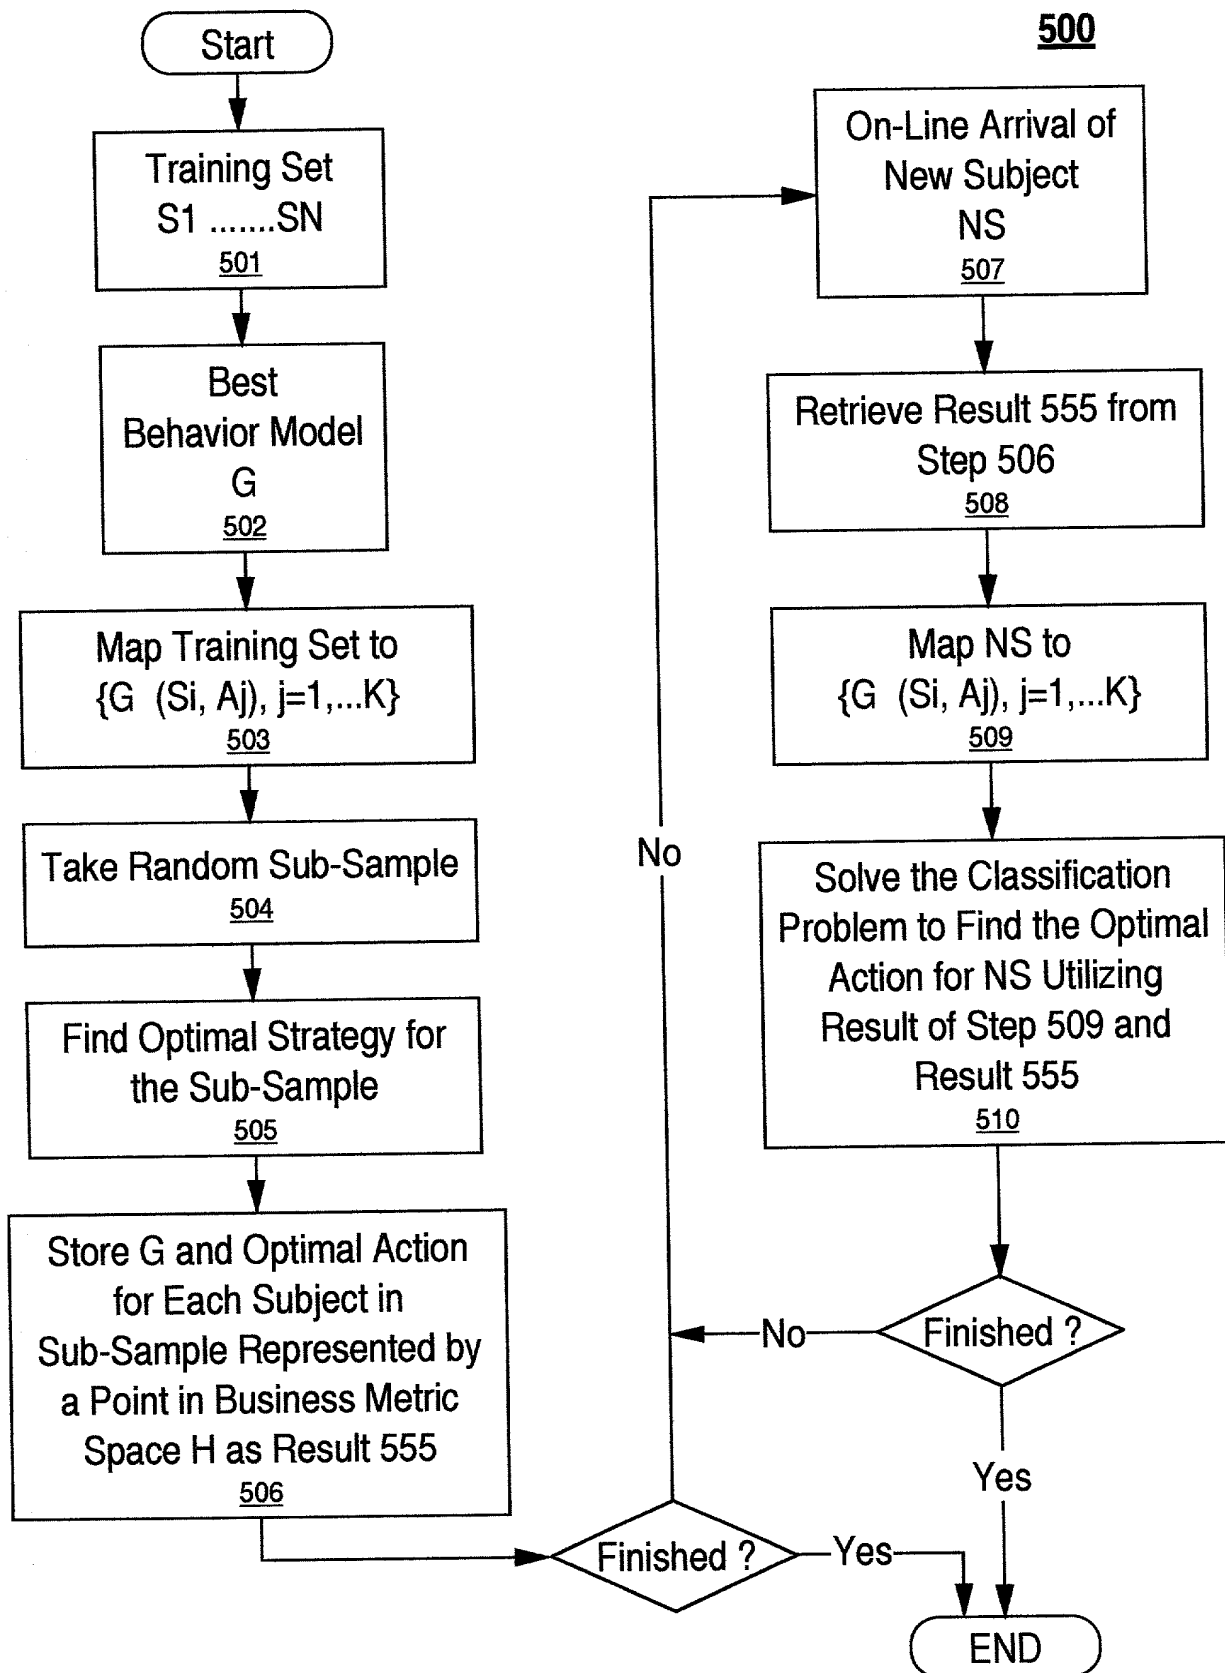 500
Start
Training Set
S1 .......SN
501
Best
Behavior Model
G
502
Map Training Set to
{G (Si, Aj), j=1,...K}
503
Take Random Sub-Sample
504
Find Optimal Strategy for
the Sub-Sample
505
Store G and Optimal Action
for Each Subject in
Sub-Sample Represented by
a Point in Business Metric
Space H as Result 555
506
Finished ?
Yes
No
On-Line Arrival of
New Subject
NS
507
Retrieve Result 555 from
Step 506
508
Map NS to
{G (Si, Aj), j=1,...K}
509
Solve the Classification
Problem to Find the Optimal
Action for NS Utilizing
Result of Step 509 and
Result 555
510
Finished ?
No
Yes
END